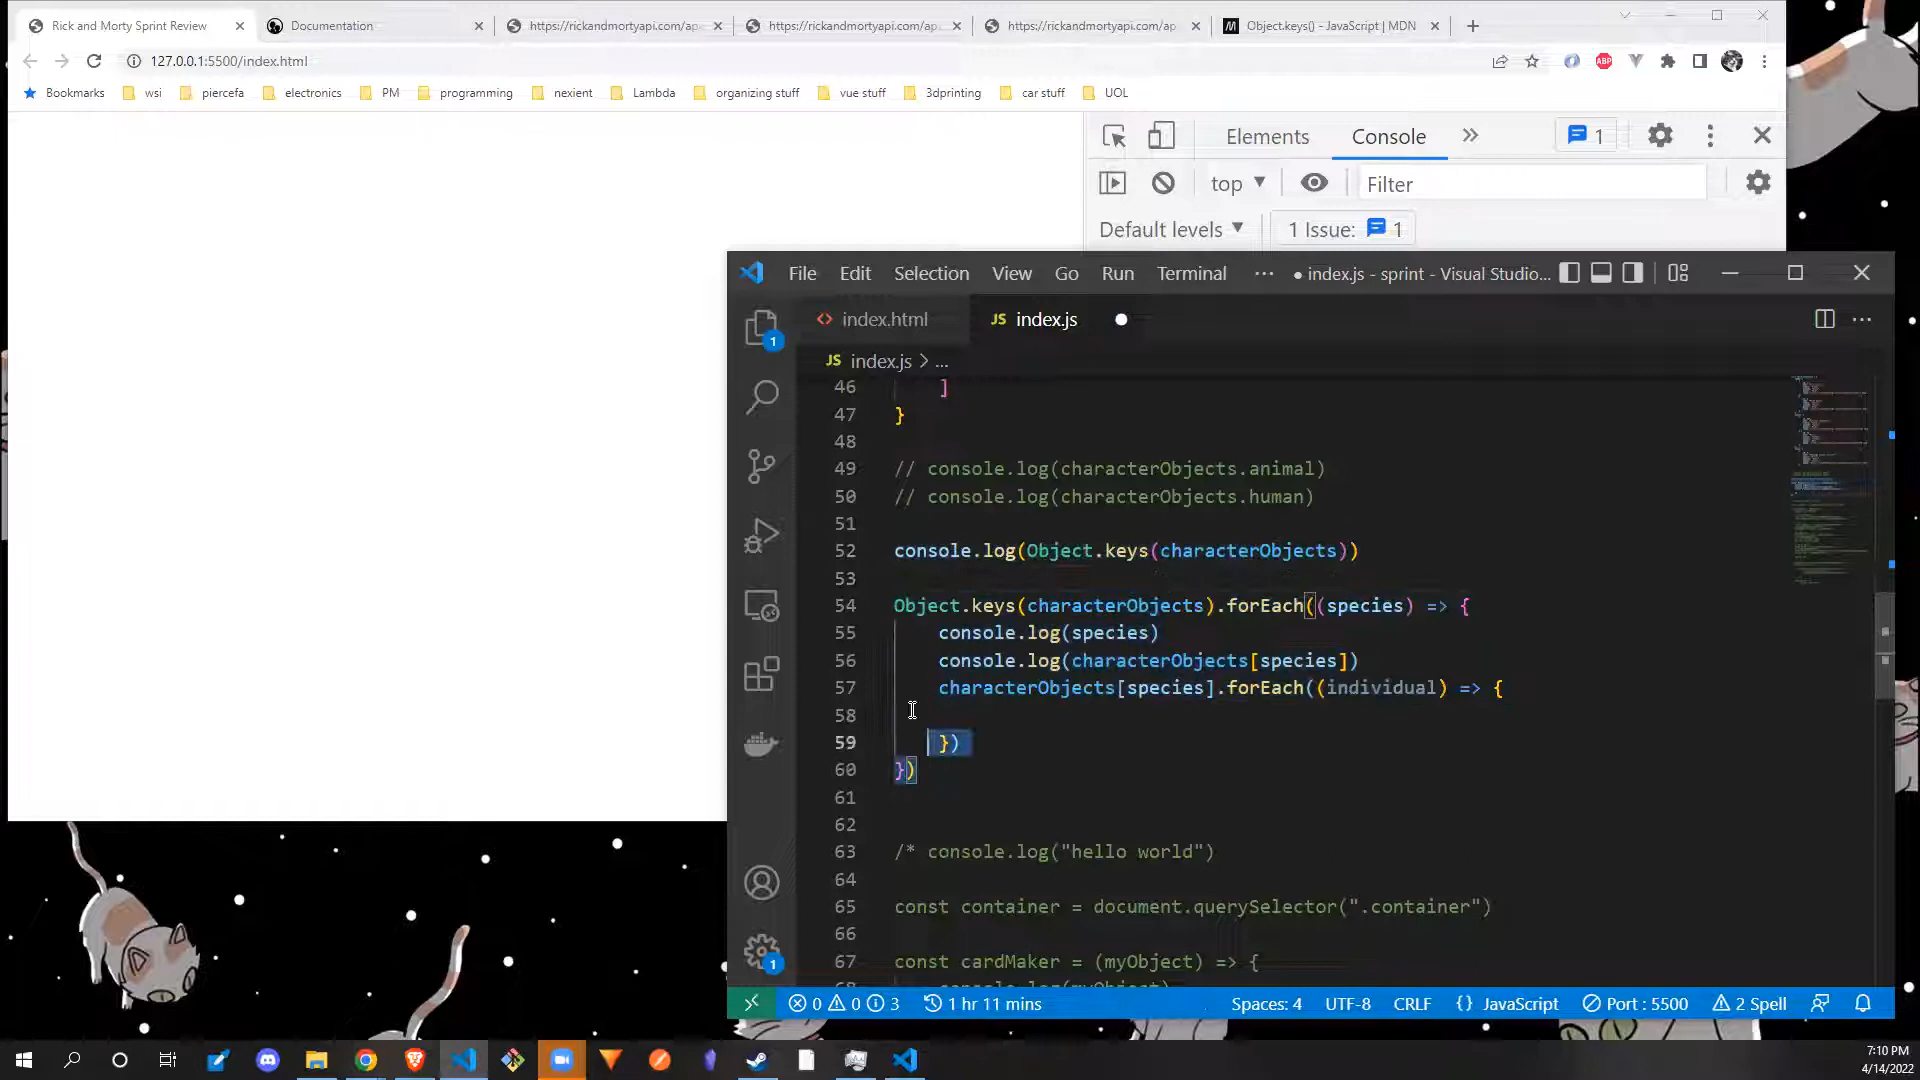 Rick and Morty Sprint Review
Documentation
https://rickandmortyapi.com/ap
https://rickandmortyapi.com/ap
https://rickandmortyapi.com/ap
Object.keys() - JavaScript | MDN
127.0.0.1:5500/index.html
Bookmarks wsi piercefa electronics PM programming nexient Lambda organizing stuff vue stuff 3dprinting car stuff UOL
Elements Console 1
top Filter
Default levels 1 Issue: 1
File Edit Selection View Go Run Terminal ··· ● index.js - sprint - Visual Studio...
index.html JS index.js
JS index.js > ...
46 ]
47 }
48
49 // console.log(characterObjects.animal)
50 // console.log(characterObjects.human)
51
52 console.log(Object.keys(characterObjects))
53
54 Object.keys(characterObjects).forEach((species) => {
55 console.log(species)
56 console.log(characterObjects[species])
57 characterObjects[species].forEach((individual) => {
58
59 })
60 })
61
62
63 /* console.log("hello world")
64
65 const container = document.querySelector(".container")
66
67 const cardMaker = (myObject) => {
68 console.log(myObject)
1
1
0 0 3 1 hr 11 mins Spaces: 4 UTF-8 CRLF {} JavaScript Port : 5500 2 Spell
7:10 PM
4/14/2022